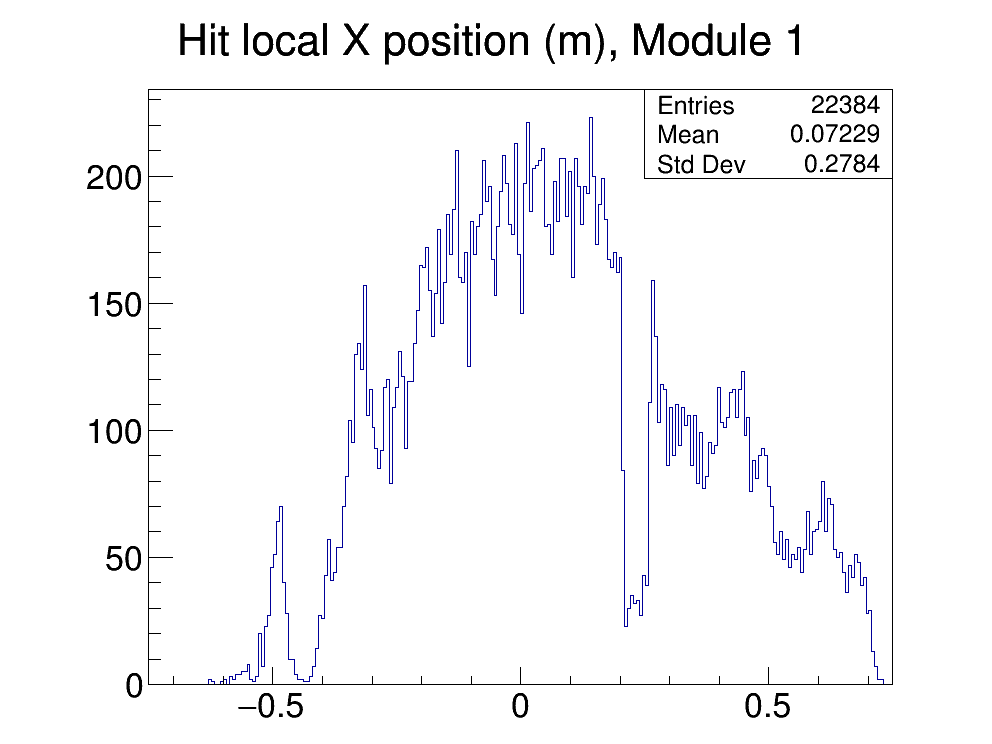 Hit local X position (m), Module 1
Entries 22384
Mean 0.07229
Std Dev 0.2784
200
150
100
50
0
−0.5 0 0.5